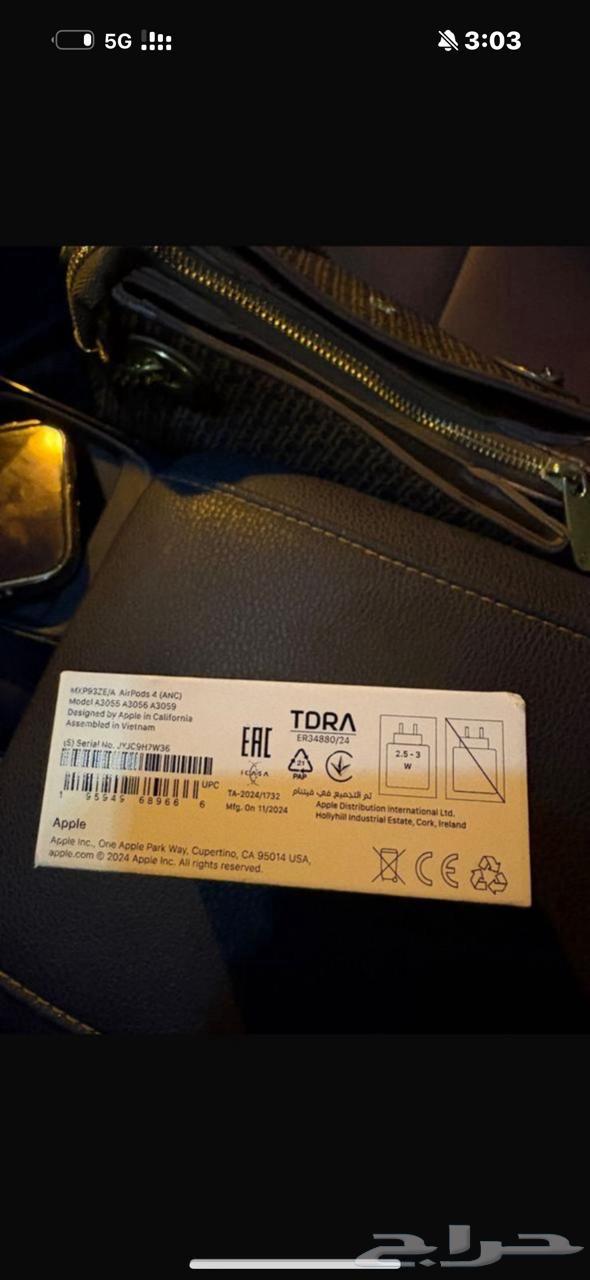 5G
3:03
MXP93ZE/A AirPods 4 (ANC)
Model A3055 A3056 A3059
Designed by Apple in California
Assembled in Vietnam
(S) Serial No. JYJC9H7W36
UPC
1 95949 68966 6
EAC
ICASA
TA-2024/1732
Mfg. On 11/2024
TDRA
ER34880/24
21
PAP
تم التجميع في فيتنام
2.5 - 3
W
Apple Distribution International Ltd.
Hollyhill Industrial Estate, Cork, Ireland
Apple
Apple Inc., One Apple Park Way, Cupertino, CA 95014 USA,
apple.com © 2024 Apple Inc. All rights reserved.
CE
حراج